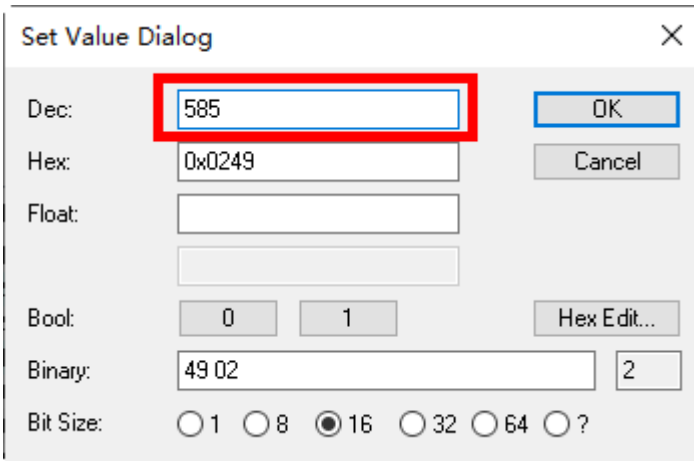 Set Value Dialog
Dec: 585 OK
Hex: 0x0249 Cancel
Float:
Bool: 0 1 Hex Edit...
Binary: 49 02 2
Bit Size: 1 8 16 32 64 ?